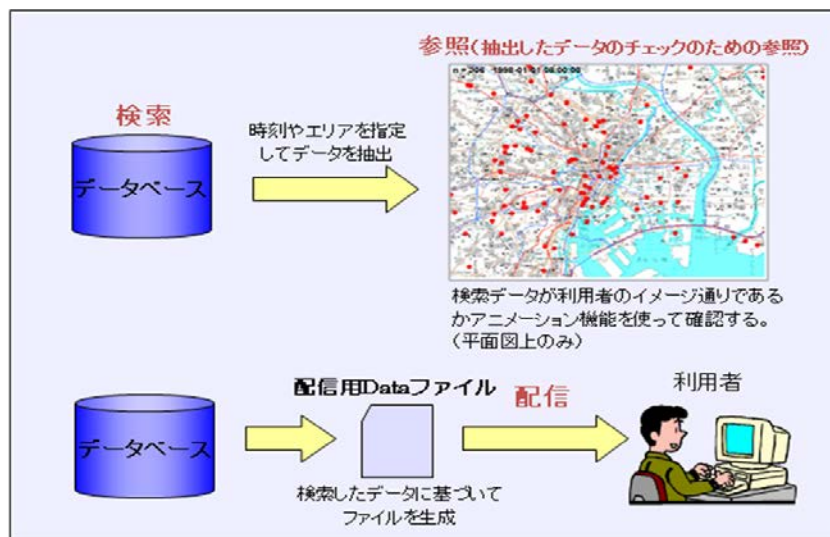 参照(抽出したデータのチェックのための参照)
検索
データベース
時刻やエリアを指定
してデータを抽出
検索データが利用者のイメージ通りである
かアニメーション機能を使って確認する。
(平面図上のみ)
データベース
配信用Dataファイル
検索したデータに基づいて
ファイルを生成
配信
利用者